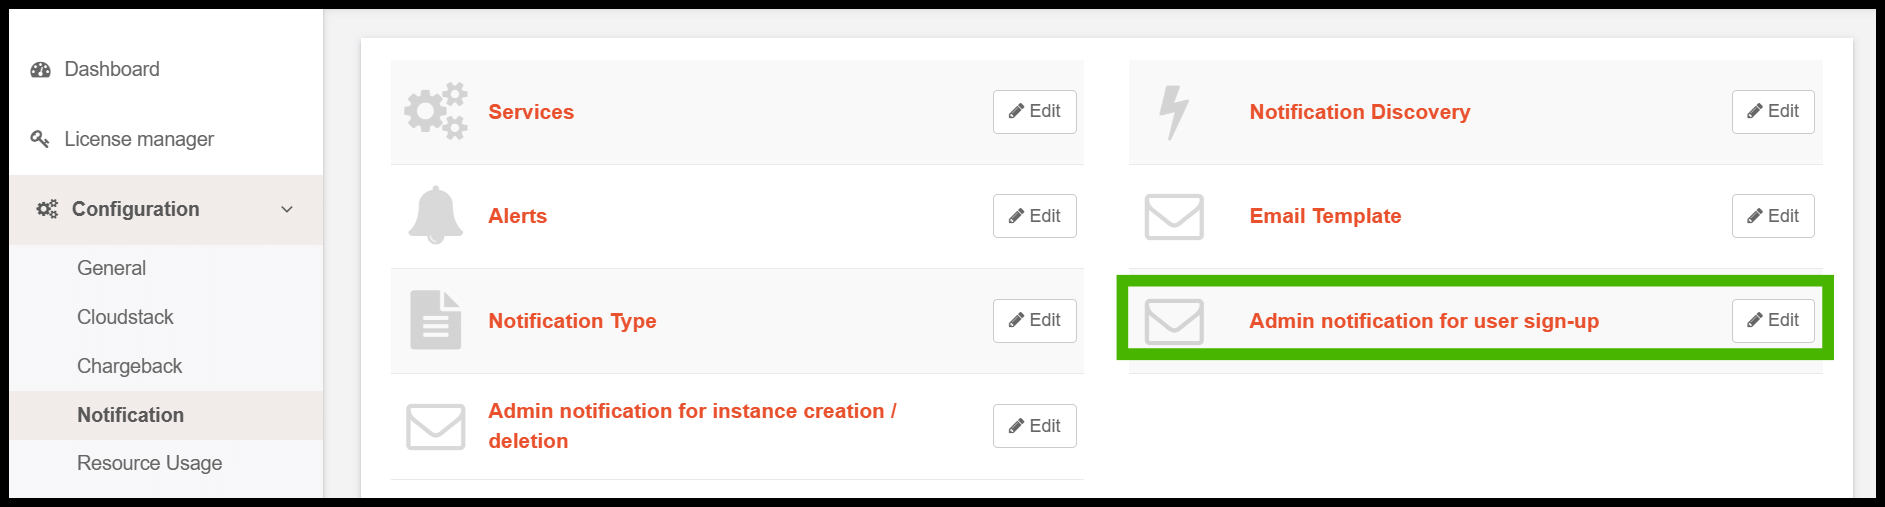 Dashboard
License manager
Configuration
General
Cloudstack
Chargeback
Notification
Resource Usage
Services
Edit
Notification Discovery
Edit
Alerts
Edit
Email Template
Edit
Notification Type
Edit
Admin notification for user sign-up
Edit
Admin notification for instance creation /
deletion
Edit